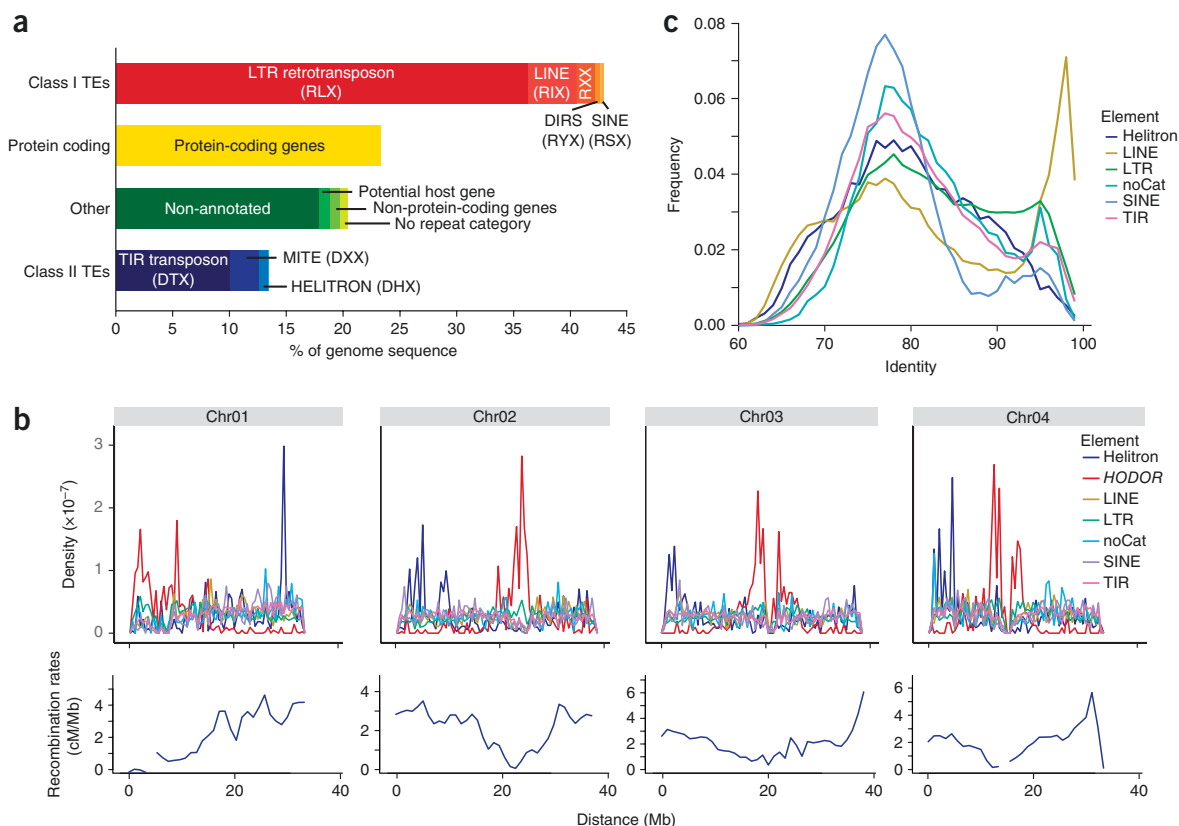 a
Class I TEs
LTR retrotransposon
(RLX)
LINE
(RIX)
RXX
DIRS
(RYX)
SINE
(RSX)
Protein coding
Protein-coding genes
Other
Non-annotated
Potential host gene
Non-protein-coding genes
No repeat category
Class II TEs
TIR transposon
(DTX)
MITE (DXX)
HELITRON (DHX)
0 5 10 15 20 25 30 35 40 45
% of genome sequence
c
0.08
0.06
0.04
0.02
0.00
Frequency
60 70 80 90 100
Identity
Element
Helitron
LINE
LTR
noCat
SINE
TIR
b
Chr01
Chr02
Chr03
Chr04
Density (×10⁻⁷)
3
2
1
0
Element
Helitron
HODOR
LINE
LTR
noCat
SINE
TIR
Recombination rates
(cM/Mb)
4
2
0
4
2
0
6
4
2
0
6
4
2
0
0 20 40
0 20 40
0 20 40
0 20 40
Distance (Mb)